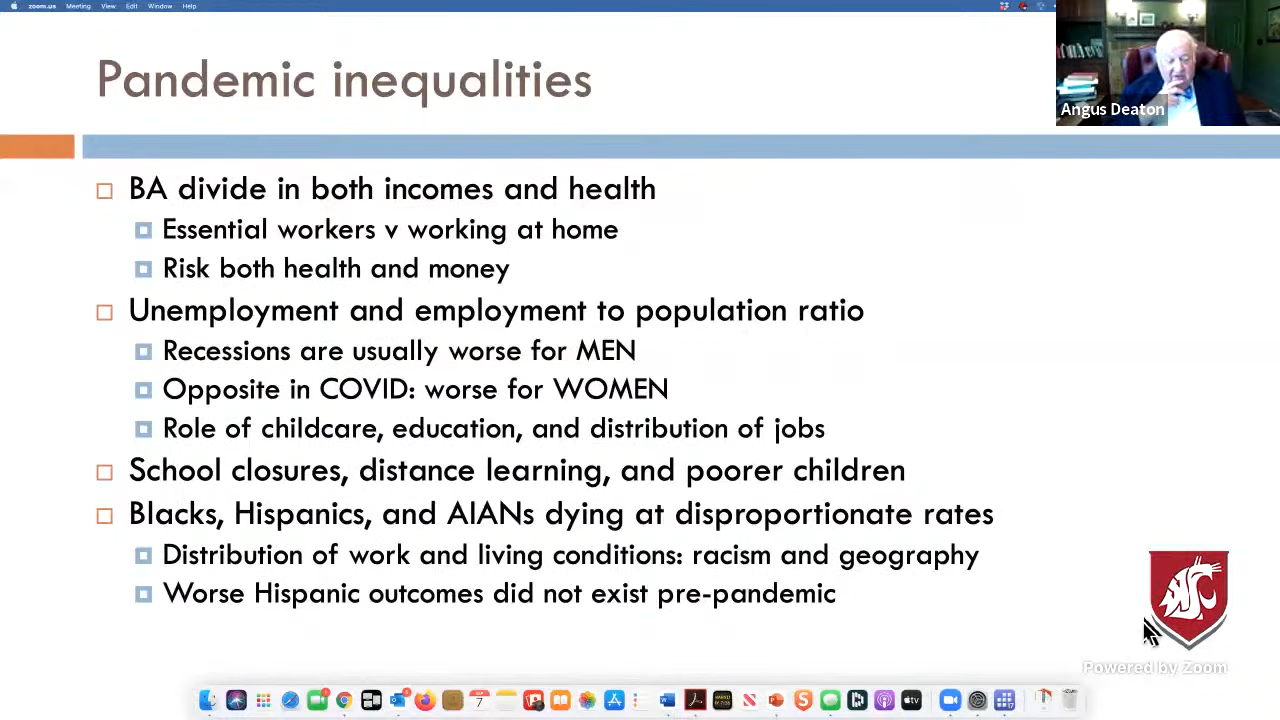 zoom.us Meeting View Edit Window Help
Pandemic inequalities
Angus Deaton
BA divide in both incomes and health
Essential workers v working at home
Risk both health and money
Unemployment and employment to population ratio
Recessions are usually worse for MEN
Opposite in COVID: worse for WOMEN
Role of childcare, education, and distribution of jobs
School closures, distance learning, and poorer children
Blacks, Hispanics, and AIANs dying at disproportionate rates
Distribution of work and living conditions: racism and geography
Worse Hispanic outcomes did not exist pre-pandemic
Powered by Zoom
SEP
7
tv